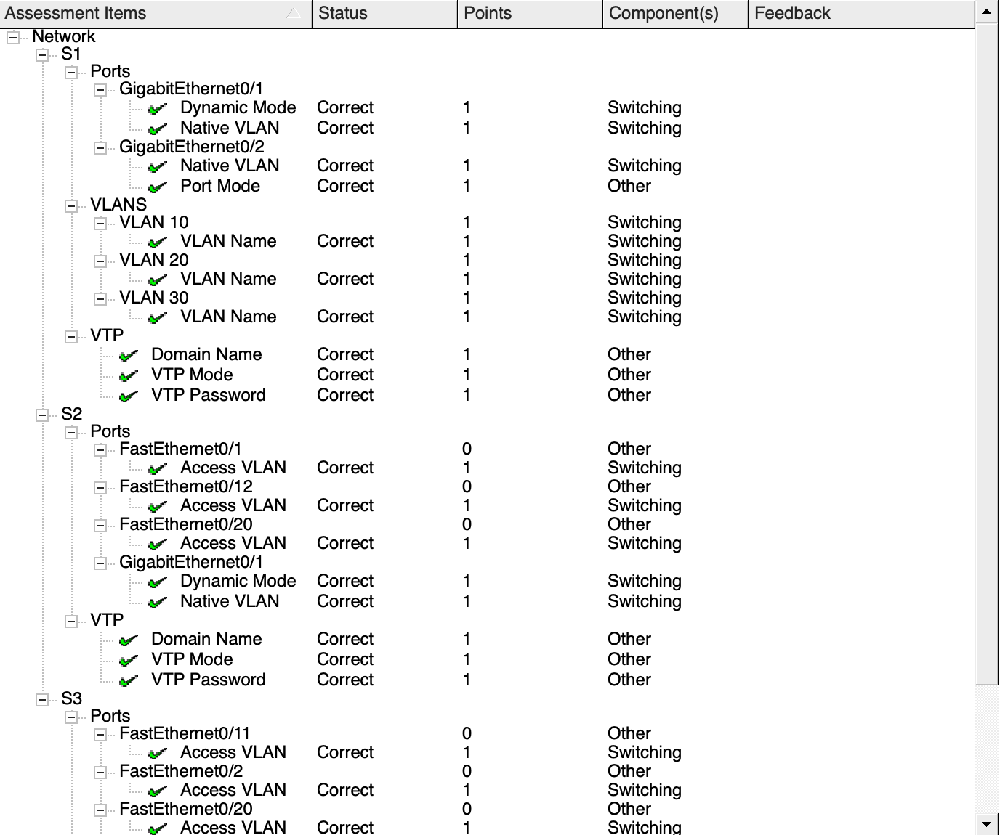 Assessment Items Status Points Component(s) Feedback
Network
S1
Ports
GigabitEthernet0/1
Dynamic Mode Correct 1 Switching
Native VLAN Correct 1 Switching
GigabitEthernet0/2
Native VLAN Correct 1 Switching
Port Mode Correct 1 Other
VLANS
VLAN 10 1 Switching
VLAN Name Correct 1 Switching
VLAN 20 1 Switching
VLAN Name Correct 1 Switching
VLAN 30 1 Switching
VLAN Name Correct 1 Switching
VTP
Domain Name Correct 1 Other
VTP Mode Correct 1 Other
VTP Password Correct 1 Other
S2
Ports
FastEthernet0/1 0 Other
Access VLAN Correct 1 Switching
FastEthernet0/12 0 Other
Access VLAN Correct 1 Switching
FastEthernet0/20 0 Other
Access VLAN Correct 1 Switching
GigabitEthernet0/1
Dynamic Mode Correct 1 Switching
Native VLAN Correct 1 Switching
VTP
Domain Name Correct 1 Other
VTP Mode Correct 1 Other
VTP Password Correct 1 Other
S3
Ports
FastEthernet0/11 0 Other
Access VLAN Correct 1 Switching
FastEthernet0/2 0 Other
Access VLAN Correct 1 Switching
FastEthernet0/20 0 Other
Access VLAN Correct 1 Switching